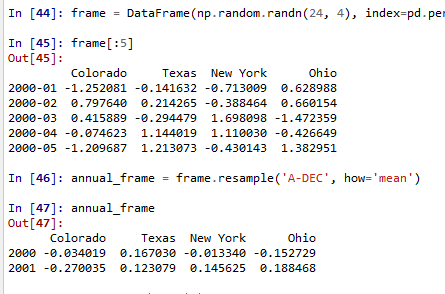 In [44]: frame = DataFrame(np.random.randn(24, 4), index=pd.per
In [45]: frame[:5]
Out[45]:
Colorado Texas New York Ohio
2000-01 -1.252081 -0.141632 -0.713009 0.628988
2000-02 0.797640 0.214265 -0.388464 0.660154
2000-03 0.415889 -0.294479 1.698098 -1.472359
2000-04 -0.074623 1.144019 1.110030 -0.426649
2000-05 -1.209687 1.213073 -0.430143 1.382951
In [46]: annual_frame = frame.resample('A-DEC', how='mean')
In [47]: annual_frame
Out[47]:
Colorado Texas New York Ohio
2000 -0.034019 0.167030 -0.013340 -0.152729
2001 -0.270035 0.123079 0.145625 0.188468